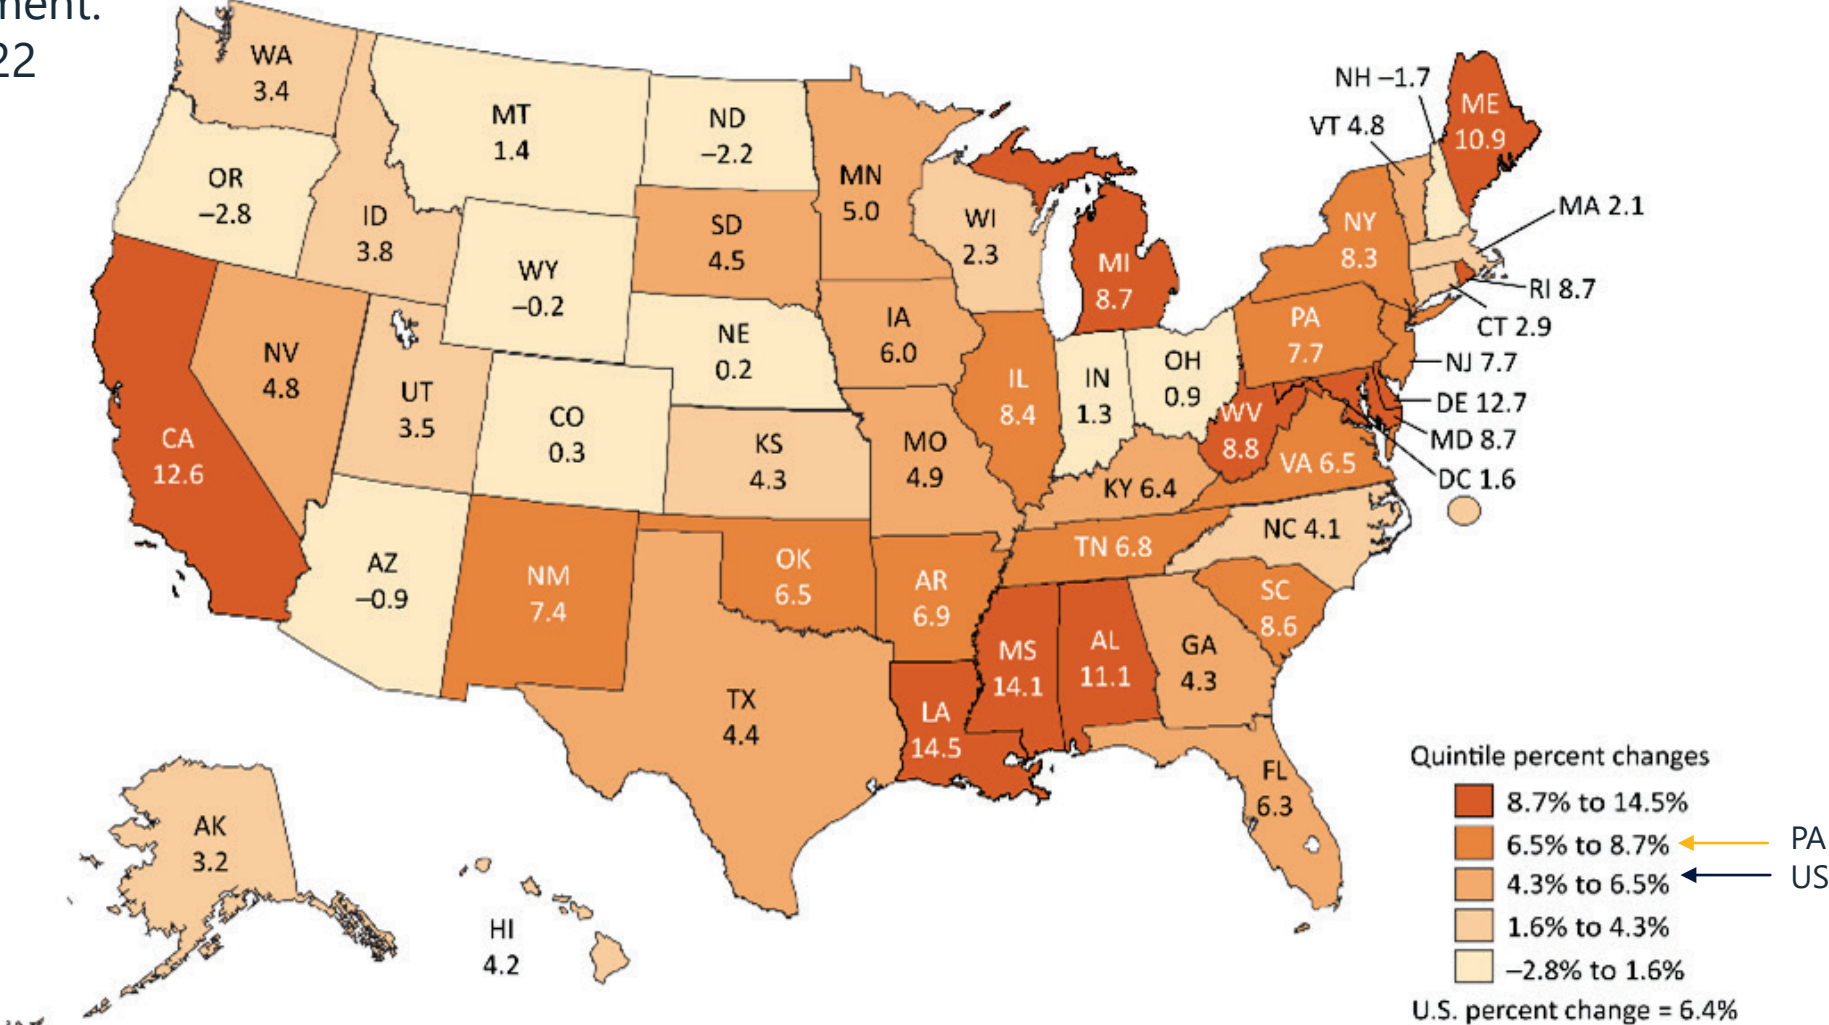 ment.
22
WA
3.4
MT
1.4
ND
–2.2
MN
5.0
OR
–2.8
ID
3.8
WY
–0.2
SD
4.5
WI
2.3
MI
8.7
NH –1.7
VT 4.8
ME
10.9
MA 2.1
NY
8.3
RI 8.7
CT 2.9
NJ 7.7
PA
7.7
DE 12.7
MD 8.7
DC 1.6
NV
4.8
UT
3.5
CO
0.3
NE
0.2
IA
6.0
IL
8.4
IN
1.3
OH
0.9
WV
8.8
VA 6.5
CA
12.6
KS
4.3
MO
4.9
KY 6.4
NC 4.1
TN 6.8
AZ
–0.9
NM
7.4
OK
6.5
AR
6.9
SC
8.6
MS
14.1
AL
11.1
GA
4.3
TX
4.4
LA
14.5
FL
6.3
AK
3.2
HI
4.2
Quintile percent changes
8.7% to 14.5%
6.5% to 8.7%
PA
4.3% to 6.5%
US
1.6% to 4.3%
–2.8% to 1.6%
U.S. percent change = 6.4%